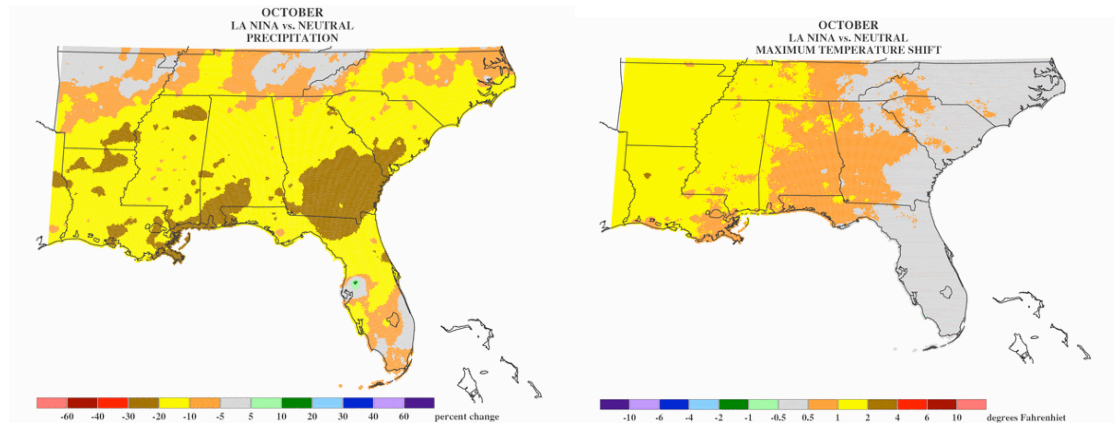 OCTOBER
LA NINA vs. NEUTRAL
PRECIPITATION
-60 -40 -30 -20 -10 -5 5 10 20 30 40 60 percent change
OCTOBER
LA NINA vs. NEUTRAL
MAXIMUM TEMPERATURE SHIFT
-10 -6 -4 -2 -1 -0.5 0.5 1 2 4 6 10 degrees Fahrenhiet